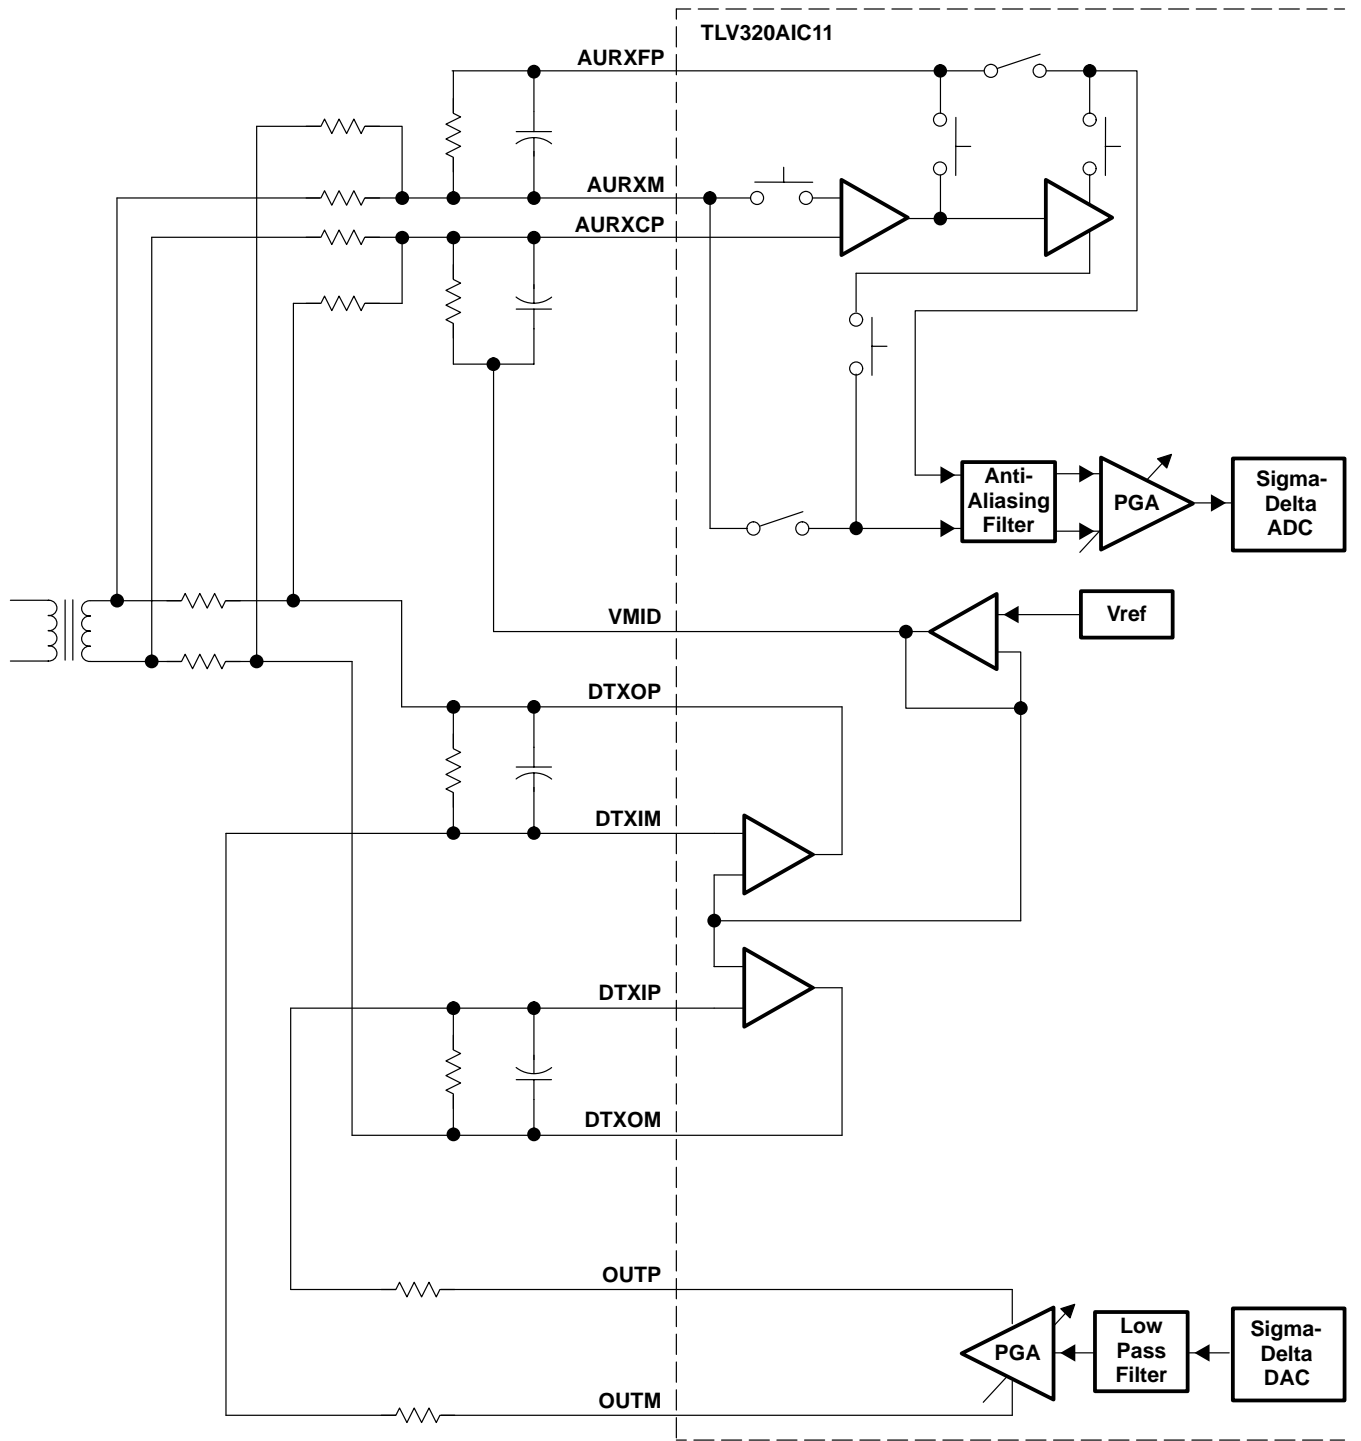 TLV320AIC11
AURXFP
AURXM
AURXCP
Anti-
Aliasing
Filter
PGA
Sigma-
Delta
ADC
VMID
Vref
DTXOP
DTXIM
DTXIP
DTXOM
OUTP
PGA
Low
Pass
Filter
Sigma-
Delta
DAC
OUTM